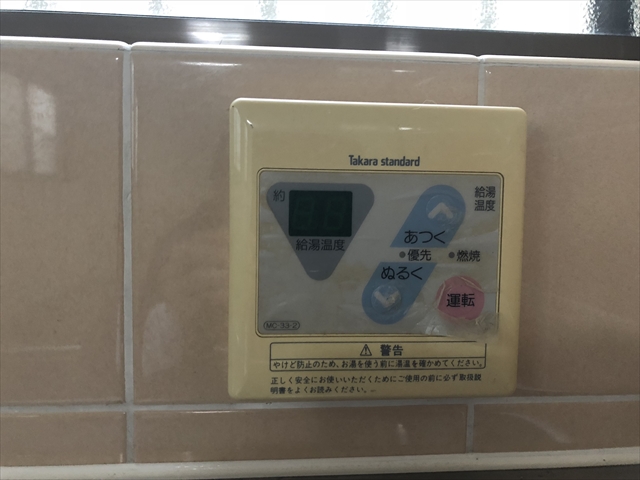 Takara standard
約
給湯温度
給湯
温度
あつく
優先
燃焼
ぬるく
運転
MC-33-2
⚠ 警告
やけど防止のため、お湯を使う前に湯温を確かめてください。
正しく安全にお使いいただくためにご使用の前に必ず取扱説
明書をよくお読みください。